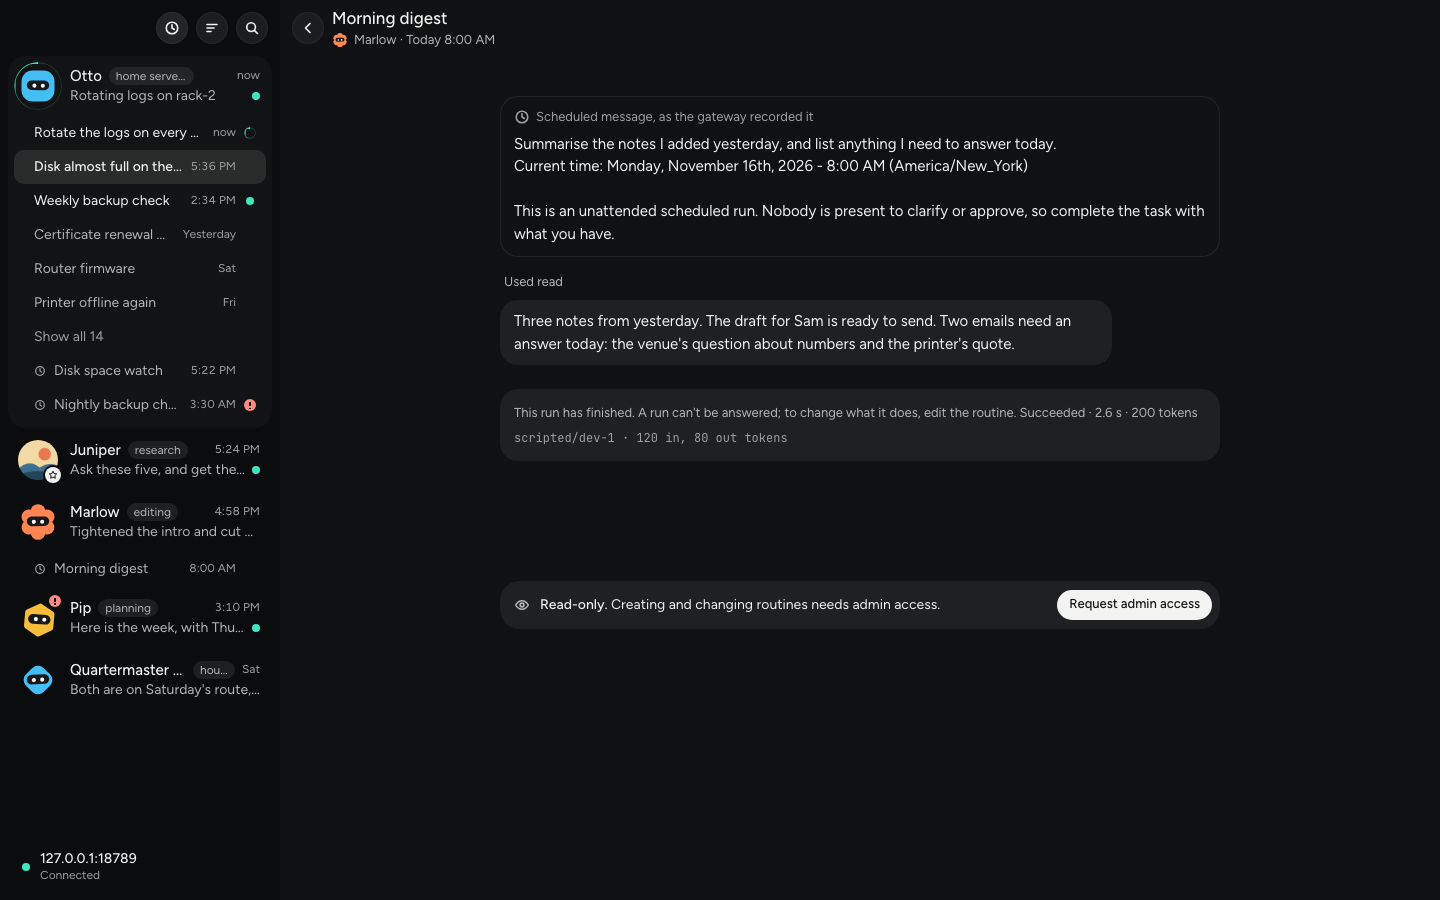 Otto
home serve...
now
Rotating logs on rack-2
Rotate the logs on every ...
now
Disk almost full on the...
5:36 PM
Weekly backup check
2:34 PM
Certificate renewal ...
Yesterday
Router firmware
Sat
Printer offline again
Fri
Show all 14
Disk space watch
5:22 PM
Nightly backup ch...
3:30 AM
Juniper
research
5:24 PM
Ask these five, and get the...
Marlow
editing
4:58 PM
Tightened the intro and cut ...
Morning digest
8:00 AM
Pip
planning
3:10 PM
Here is the week, with Thu...
Quartermaster ...
hou...
Sat
Both are on Saturday's route,...
127.0.0.1:18789
Connected
Morning digest
Marlow · Today 8:00 AM
Scheduled message, as the gateway recorded it
Summarise the notes I added yesterday, and list anything I need to answer today.
Current time: Monday, November 16th, 2026 - 8:00 AM (America/New_York)
This is an unattended scheduled run. Nobody is present to clarify or approve, so complete the task with
what you have.
Used read
Three notes from yesterday. The draft for Sam is ready to send. Two emails need an
answer today: the venue's question about numbers and the printer's quote.
This run has finished. A run can't be answered; to change what it does, edit the routine. Succeeded · 2.6 s · 200 tokens
scripted/dev-1 · 120 in, 80 out tokens
Read-only. Creating and changing routines needs admin access.
Request admin access